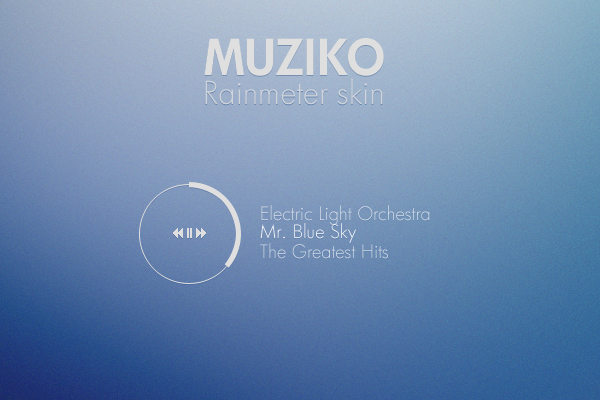 MUZIKO
Rainmeter skin
Electric Light Orchestra
Mr. Blue Sky
The Greatest Hits